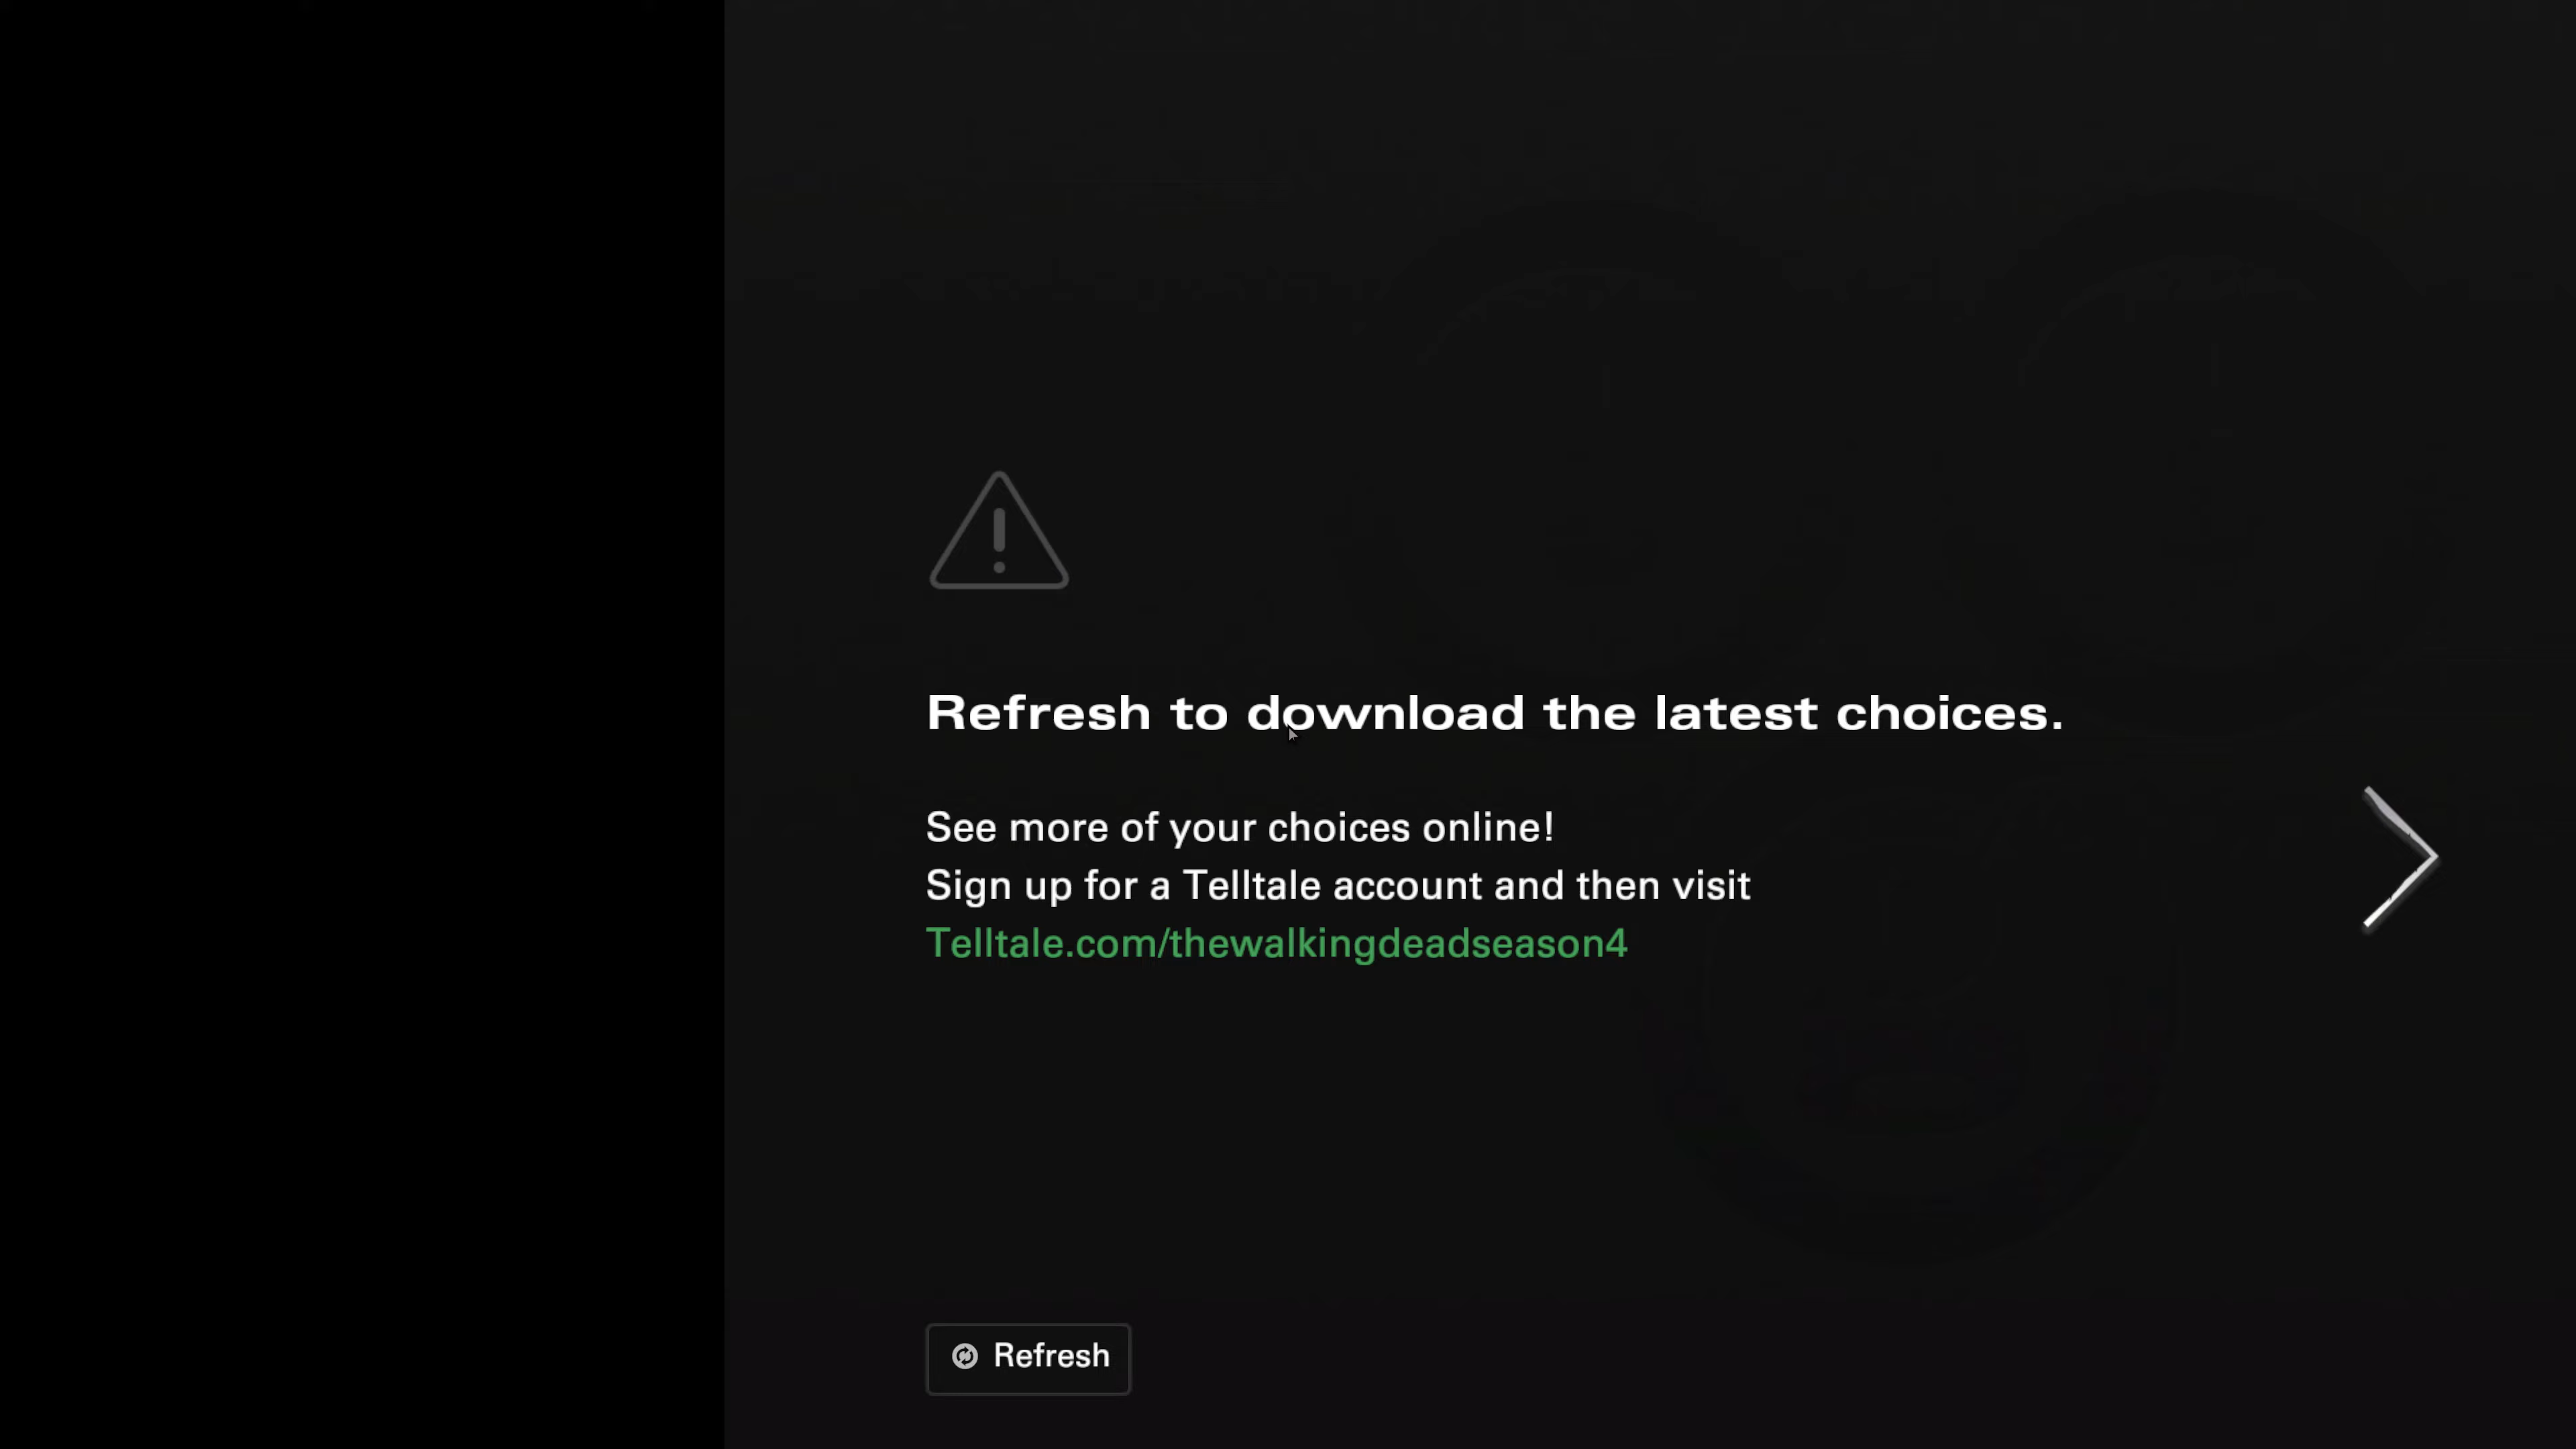 Refresh to download the latest choices.
See more of your choices online!
Sign up for a Telltale account and then visit
Telltale.com/thewalkingdeadseason4
Refresh